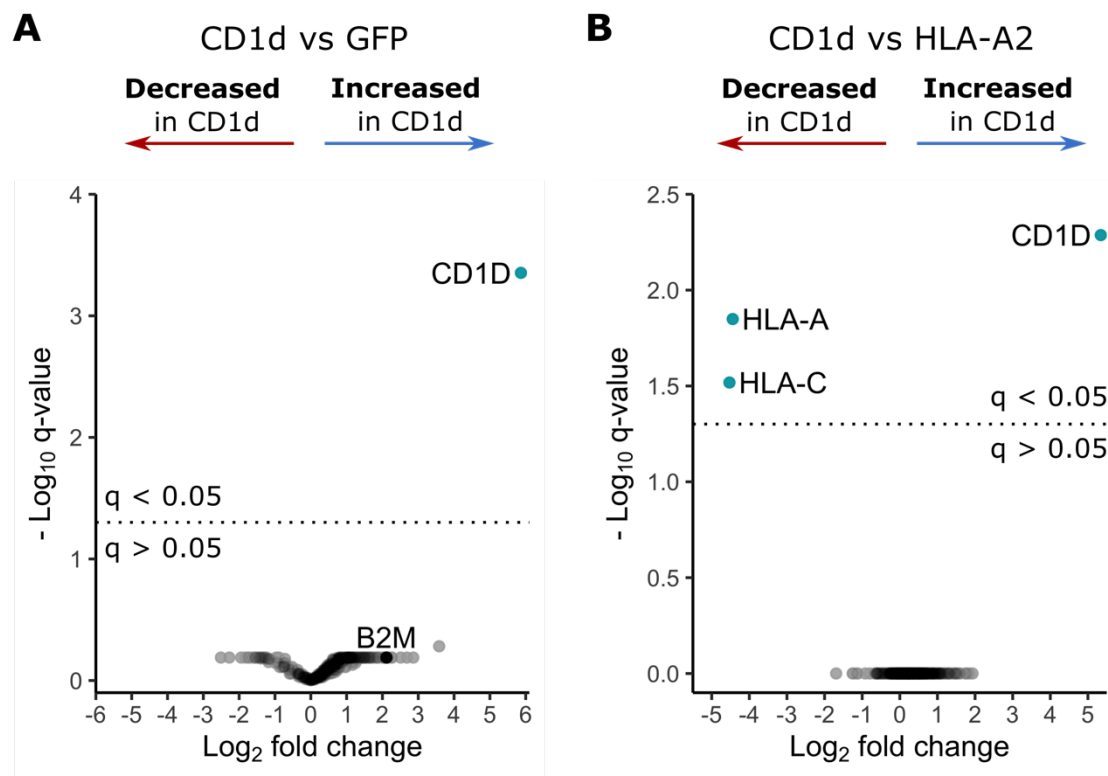 A
CD1d vs GFP
Decreased
in CD1d
Increased
in CD1d
4
3
2
1
0
- Log10 q-value
CD1D
q < 0.05
q > 0.05
B2M
-6 -5 -4 -3 -2 -1 0 1 2 3 4 5 6
Log2 fold change
B
CD1d vs HLA-A2
Decreased
in CD1d
Increased
in CD1d
2.5
2.0
1.5
1.0
0.5
0.0
- Log10 q-value
CD1D
HLA-A
HLA-C
q < 0.05
q > 0.05
-5 -4 -3 -2 -1 0 1 2 3 4 5
Log2 fold change